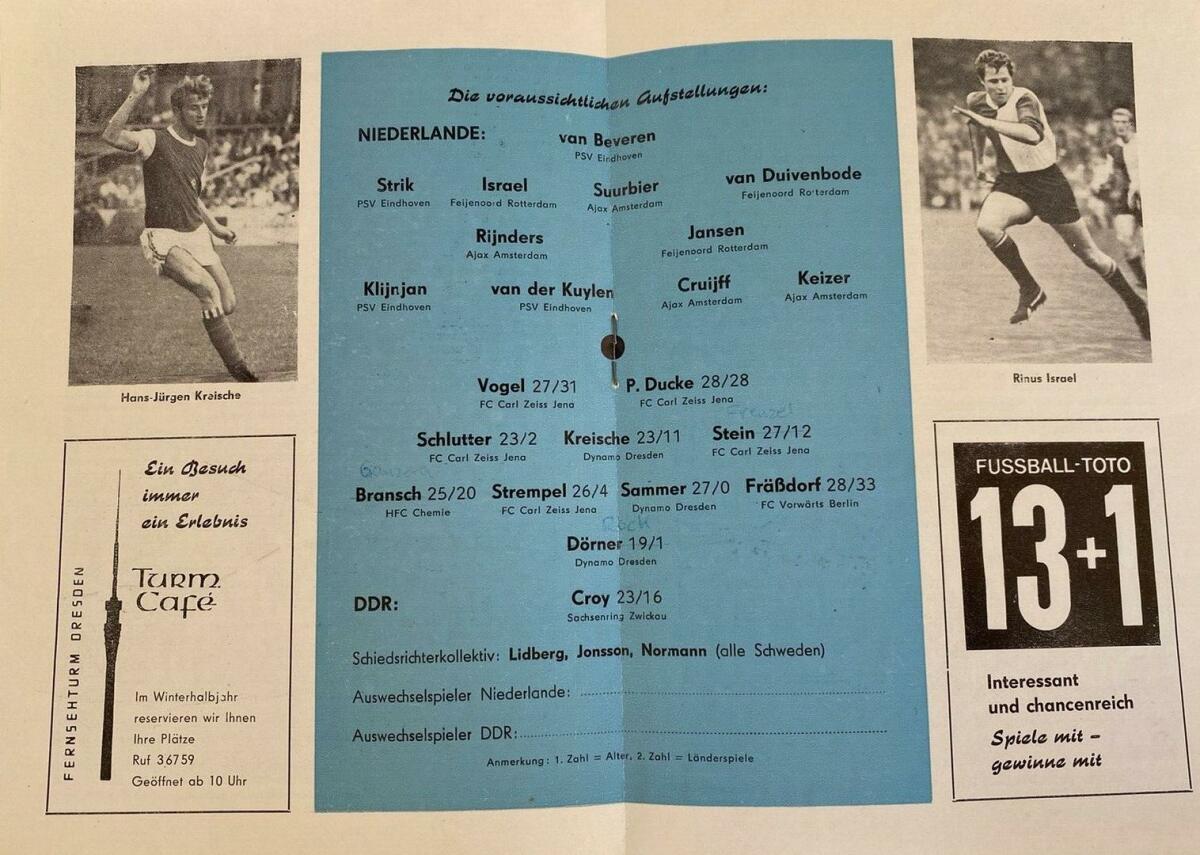 Die voraussichtlichen Aufstellungen:
NIEDERLANDE:
van Beveren
PSV Eindhoven
Strik Israel Suurbier van Duivenbode
PSV Eindhoven Feijenoord Rotterdam Ajax Amsterdam Feijenoord Rotterdam
Rijnders Jansen
Ajax Amsterdam Feijenoord Rotterdam
Klijnjan van der Kuylen Cruijff Keizer
PSV Eindhoven PSV Eindhoven Ajax Amsterdam Ajax Amsterdam
Vogel 27/31 P. Ducke 28/28
FC Carl Zeiss Jena FC Carl Zeiss Jena
Frenzel
Schlutter 23/2 Kreische 23/11 Stein 27/12
FC Carl Zeiss Jena Dynamo Dresden FC Carl Zeiss Jena
Ganzera
Bransch 25/20 Strempel 26/4 Sammer 27/0 Fräßdorf 28/33
HFC Chemie FC Carl Zeiss Jena Dynamo Dresden FC Vorwärts Berlin
Rock
Dörner 19/1
Dynamo Dresden
DDR:
Croy 23/16
Sachsenring Zwickau
Schiedsrichterkollektiv: Lidberg, Jonsson, Normann (alle Schweden)
Auswechselspieler Niederlande:
Auswechselspieler DDR:
Anmerkung: 1. Zahl = Alter, 2. Zahl = Länderspiele
Hans-Jürgen Kreische
Ein Besuch
immer
ein Erlebnis
Turm
Café
FERNSEHTURM DRESDEN
Im Winterhalbjahr
reservieren wir Ihnen
Ihre Plätze
Ruf 36759
Geöffnet ab 10 Uhr
Rinus Israel
FUSSBALL-TOTO
13+1
Interessant
und chancenreich
Spiele mit –
gewinne mit